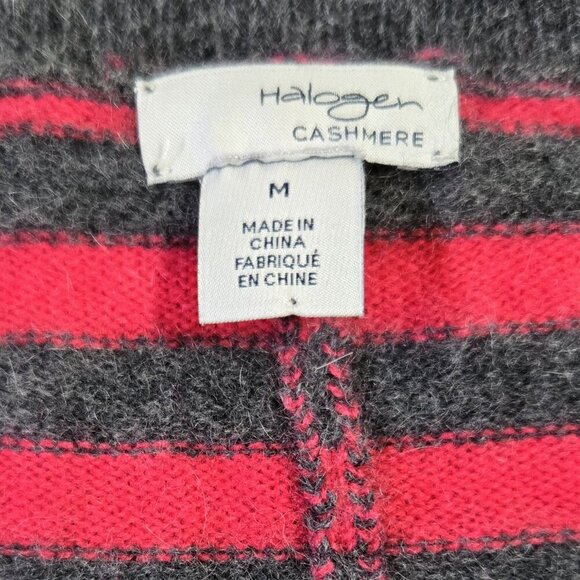 Halogen
CASHMERE
M
MADE IN
CHINA
FABRIQUÉ
EN CHINE